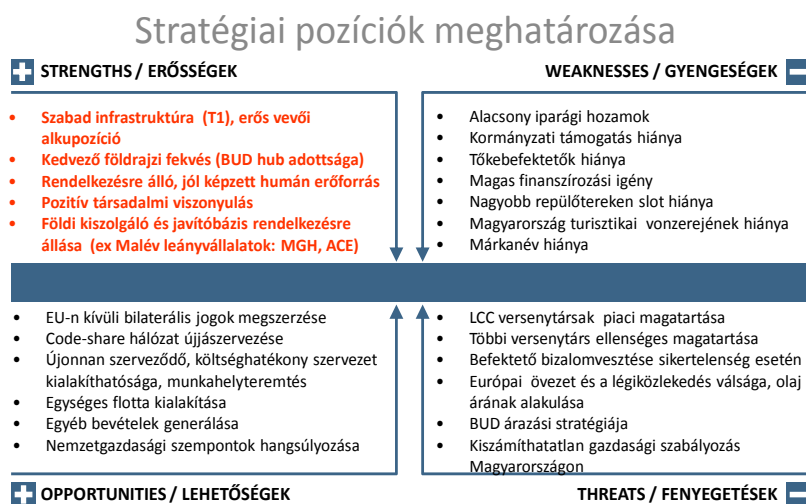 Stratégiai pozíciók meghatározása
STRENGTHS / ERŐSSÉGEK
• Szabad infrastruktúra (T1), erős vevői
alkupozíció
• Kedvező földrajzi fekvés (BUD hub adottsága)
• Rendelkezésre álló, jól képzett humán erőforrás
• Pozitív társadalmi viszonyulás
• Földi kiszolgáló és javítóbázis rendelkezésre
állása (ex Malév leányvállalatok: MGH, ACE)
WEAKNESSES / GYENGESÉGEK
• Alacsony iparági hozamok
• Kormányzati támogatás hiánya
• Tőkebefektetők hiánya
• Magas finanszírozási igény
• Nagyobb repülőtereken slot hiánya
• Magyarország turisztikai vonzerejének hiánya
• Márkanév hiánya
• EU-n kívüli bilaterális jogok megszerzése
• Code-share hálózat újjászervezése
• Újonnan szerveződő, költséghatékony szervezet
kialakíthatósága, munkahelyteremtés
• Egységes flotta kialakítása
• Egyéb bevételek generálása
• Nemzetgazdasági szempontok hangsúlyozása
OPPORTUNITIES / LEHETŐSÉGEK
• LCC versenytársak piaci magatartása
• Többi versenytárs ellenséges magatartása
• Befektető bizalomvesztése sikertelenség esetén
• Európai övezet és a légiközlekedés válsága, olaj
árának alakulása
• BUD árazási stratégiája
• Kiszámíthatatlan gazdasági szabályozás
Magyarországon
THREATS / FENYEGETÉSEK